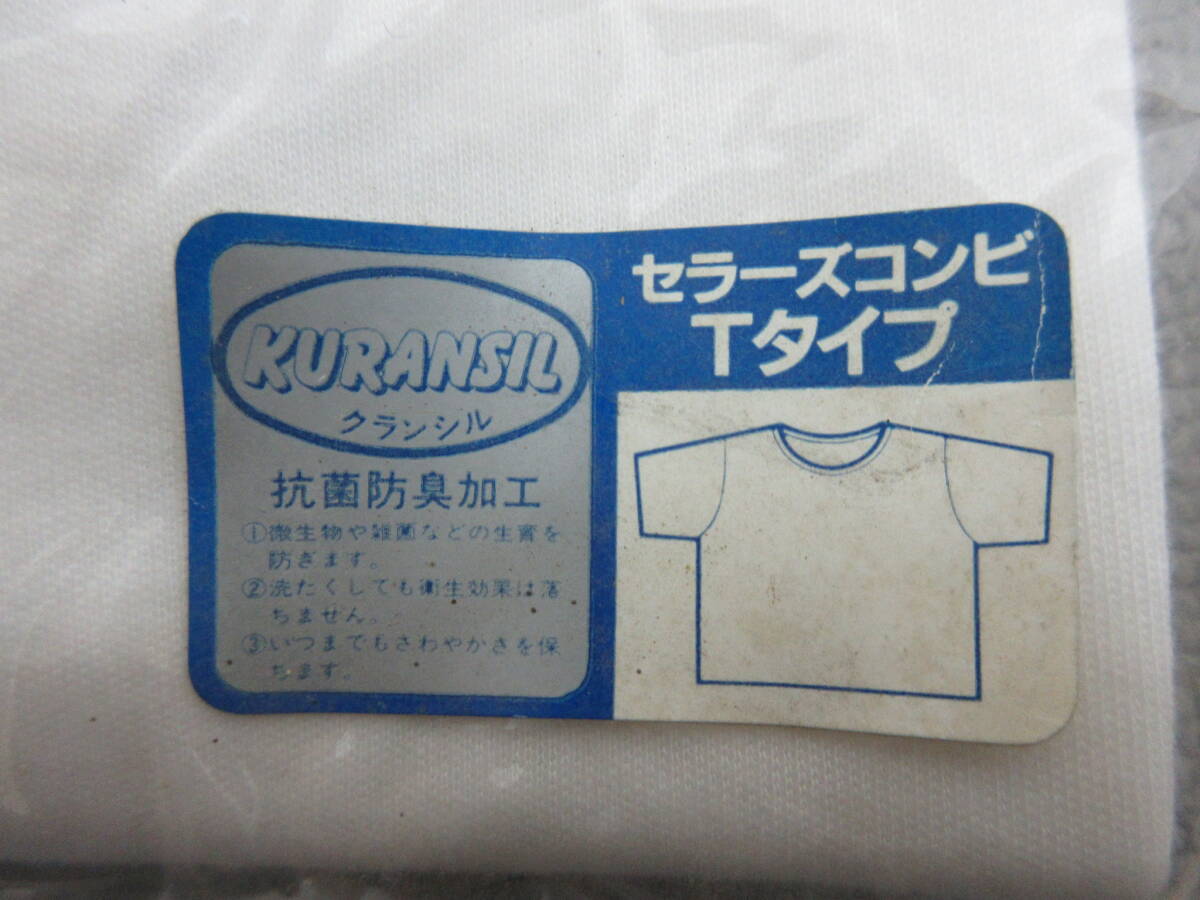 KURANSIL
クランシル
抗菌防臭加工
①微生物や雑菌などの生育を
防ぎます。
②洗たくしても衛生効果は落
ちません。
③いつまでもさわやかさを保
ちます。
セラーズコンビ
Tタイプ